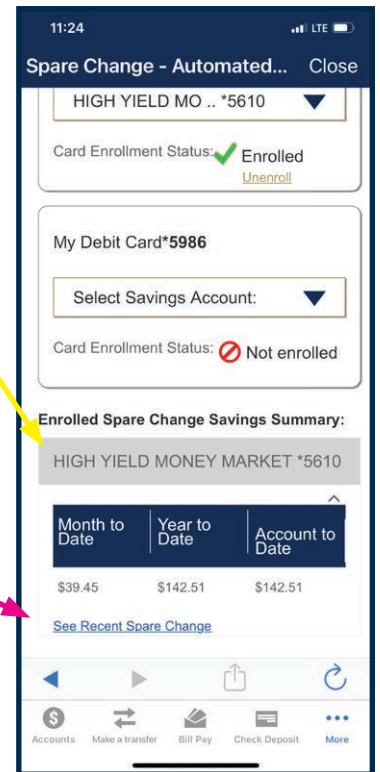 11:24 LTE
Spare Change - Automated... Close
HIGH YIELD MO .. *5610
Card Enrollment Status: Enrolled
Unenroll
My Debit Card*5986
Select Savings Account:
Card Enrollment Status: Not enrolled
Enrolled Spare Change Savings Summary:
HIGH YIELD MONEY MARKET *5610
Month to Date Year to Date Account to Date
$39.45 $142.51 $142.51
See Recent Spare Change
Accounts Make a transfer Bill Pay Check Deposit More